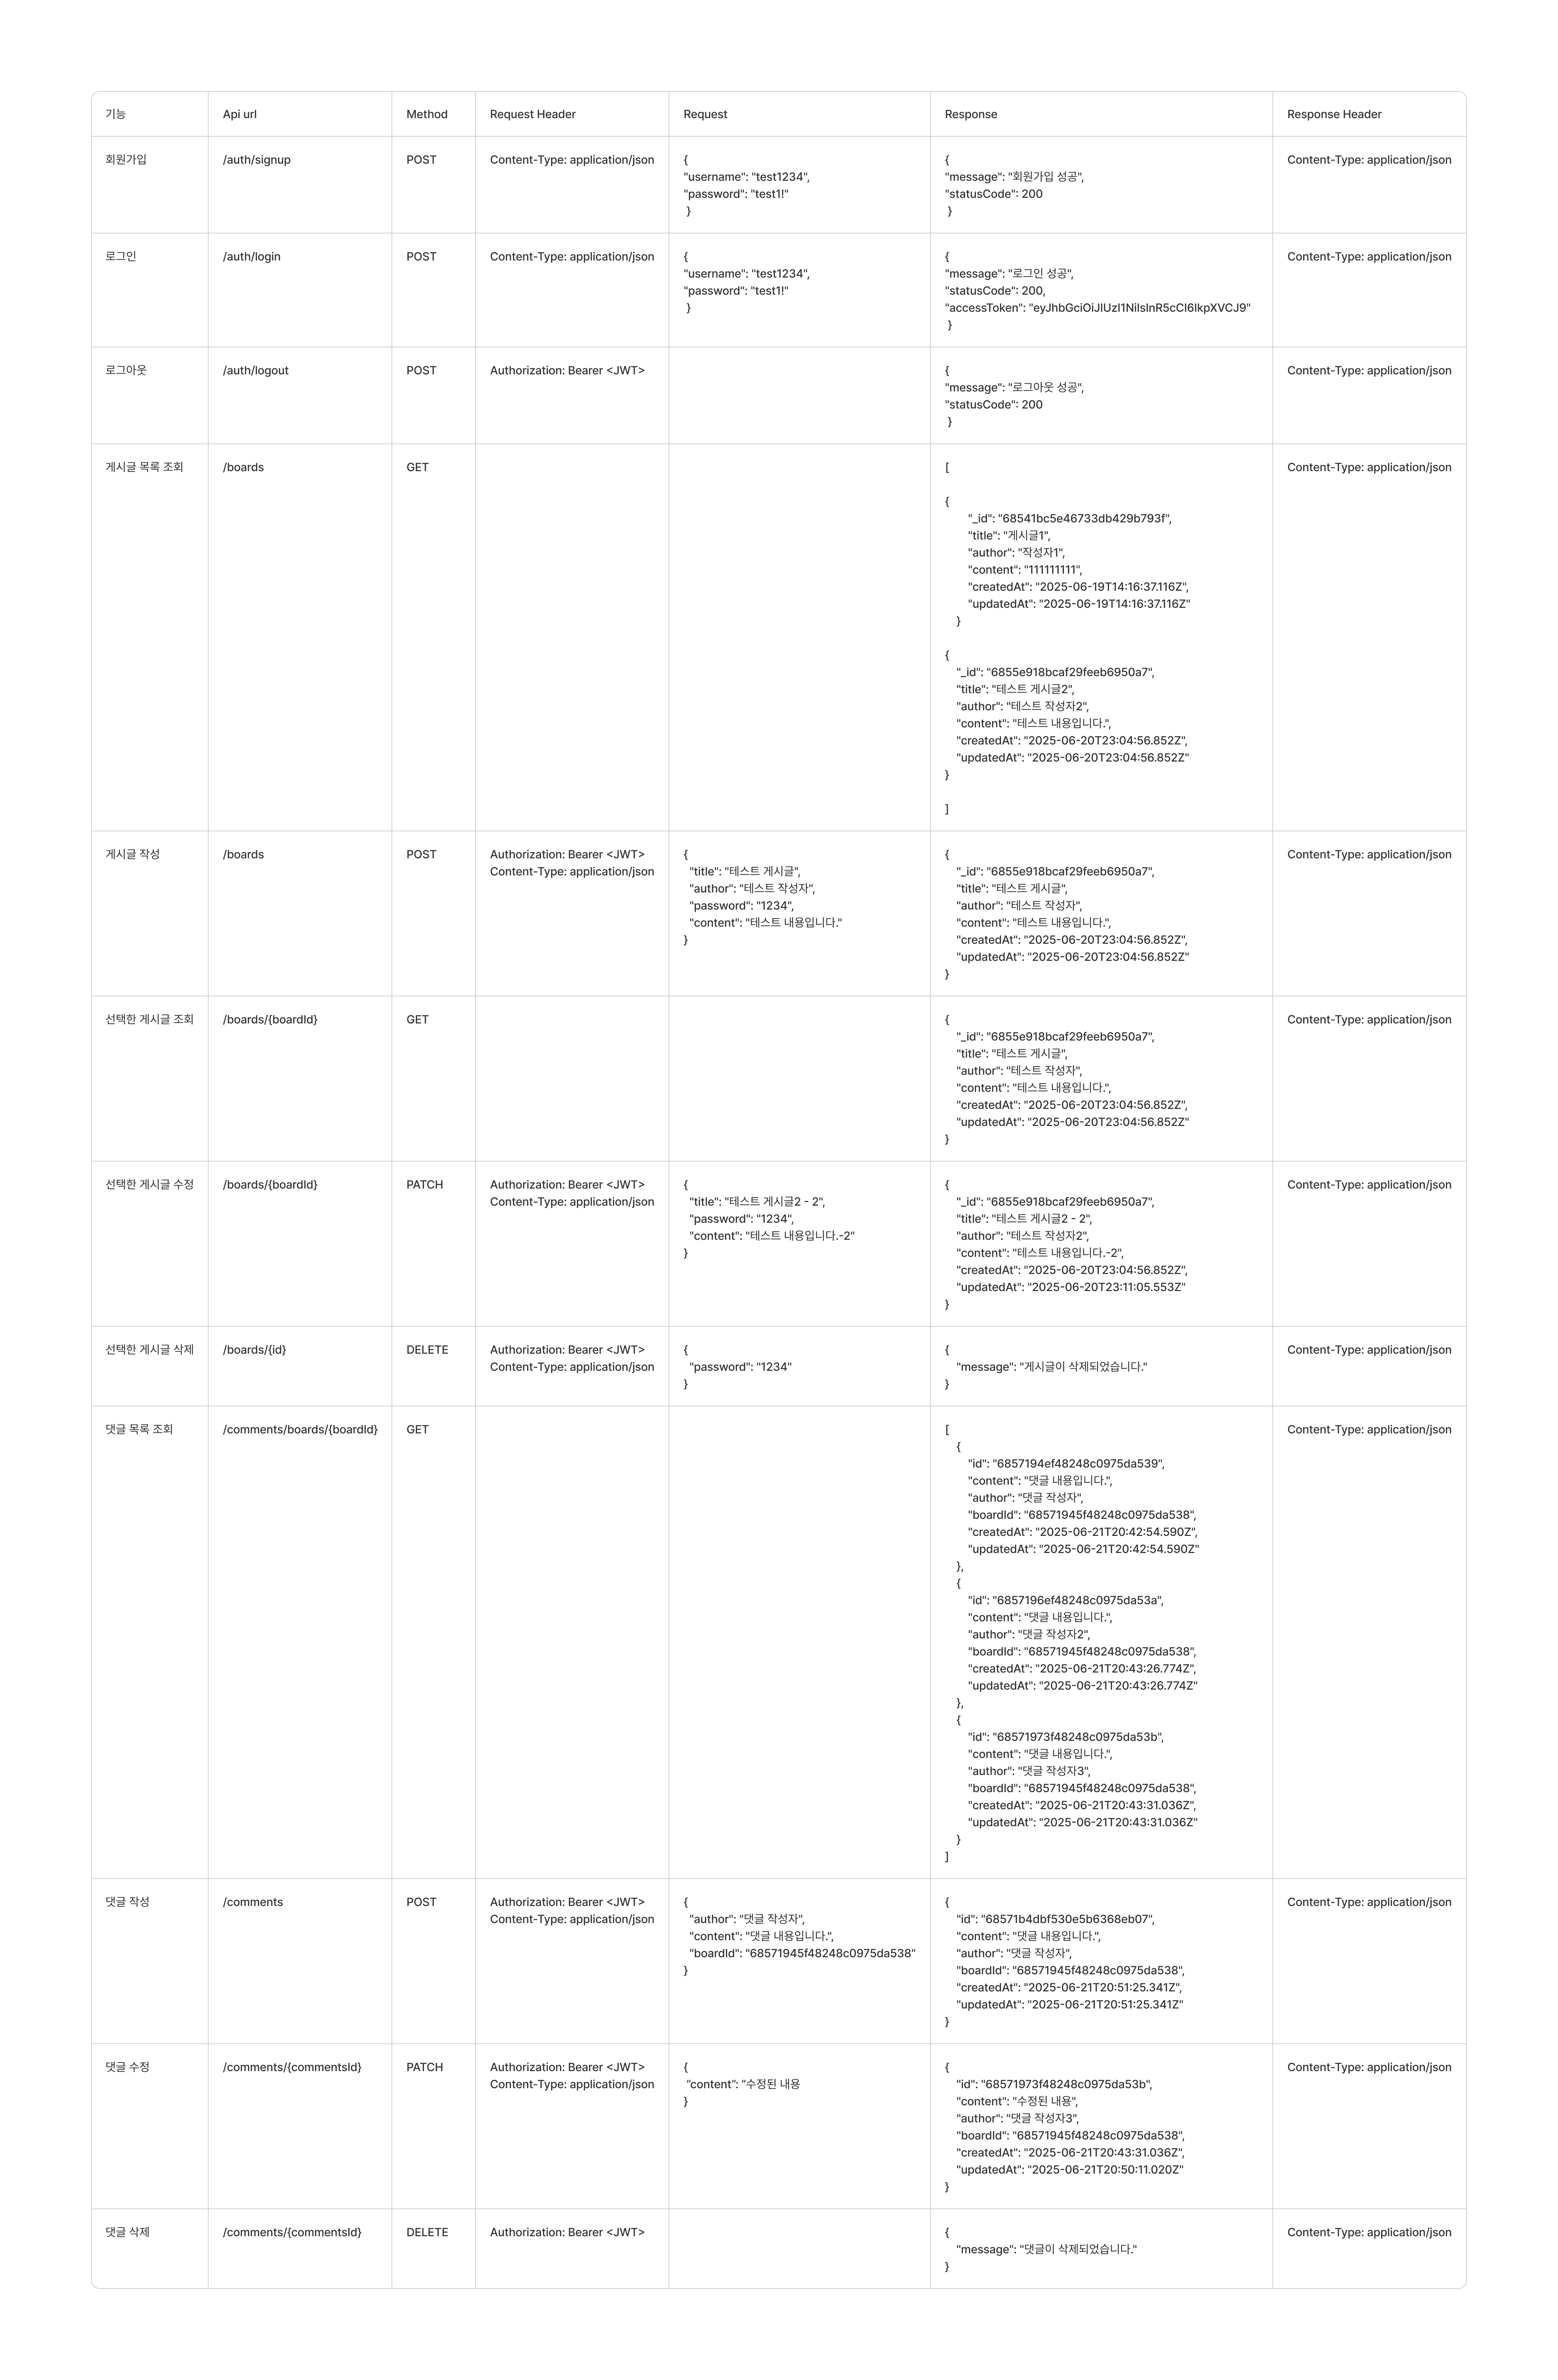 기능 Api url Method Request Header Request Response Response Header
회원가입 /auth/signup POST Content-Type: application/json { { Content-Type: application/json
"username": "test1234", "message": "회원가입 성공",
"password": "test1!" "statusCode": 200
} }
로그인 /auth/login POST Content-Type: application/json { { Content-Type: application/json
"username": "test1234", "message": "로그인 성공",
"password": "test1!" "statusCode": 200,
} "accessToken": "eyJhbGciOiJIUzI1NiIsInR5cCI6IkpXVCJ9"
}
로그아웃 /auth/logout POST Authorization: Bearer <JWT> { Content-Type: application/json
"message": "로그아웃 성공",
"statusCode": 200
}
게시글 목록 조회 /boards GET [ Content-Type: application/json
{
"_id": "68541bc5e46733db429b793f",
"title": "게시글1",
"author": "작성자1",
"content": "111111111",
"createdAt": "2025-06-19T14:16:37.116Z",
"updatedAt": "2025-06-19T14:16:37.116Z"
}
{
"_id": "6855e918bcaf29feeb6950a7",
"title": "테스트 게시글2",
"author": "테스트 작성자2",
"content": "테스트 내용입니다.",
"createdAt": "2025-06-20T23:04:56.852Z",
"updatedAt": "2025-06-20T23:04:56.852Z"
}
]
게시글 작성 /boards POST Authorization: Bearer <JWT> { { Content-Type: application/json
Content-Type: application/json "title": "테스트 게시글", "_id": "6855e918bcaf29feeb6950a7",
"author": "테스트 작성자", "title": "테스트 게시글",
"password": "1234", "author": "테스트 작성자",
"content": "테스트 내용입니다." "content": "테스트 내용입니다.",
} "createdAt": "2025-06-20T23:04:56.852Z",
"updatedAt": "2025-06-20T23:04:56.852Z"
}
선택한 게시글 조회 /boards/{boardId} GET { Content-Type: application/json
"_id": "6855e918bcaf29feeb6950a7",
"title": "테스트 게시글",
"author": "테스트 작성자",
"content": "테스트 내용입니다.",
"createdAt": "2025-06-20T23:04:56.852Z",
"updatedAt": "2025-06-20T23:04:56.852Z"
}
선택한 게시글 수정 /boards/{boardId} PATCH Authorization: Bearer <JWT> { { Content-Type: application/json
Content-Type: application/json "title": "테스트 게시글2 - 2", "_id": "6855e918bcaf29feeb6950a7",
"password": "1234", "title": "테스트 게시글2 - 2",
"content": "테스트 내용입니다.-2" "author": "테스트 작성자2",
} "content": "테스트 내용입니다.-2",
"createdAt": "2025-06-20T23:04:56.852Z",
"updatedAt": "2025-06-20T23:11:05.553Z"
}
선택한 게시글 삭제 /boards/{id} DELETE Authorization: Bearer <JWT> { { Content-Type: application/json
Content-Type: application/json "password": "1234" "message": "게시글이 삭제되었습니다."
} }
댓글 목록 조회 /comments/boards/{boardId} GET [ Content-Type: application/json
{
"id": "6857194ef48248c0975da539",
"content": "댓글 내용입니다.",
"author": "댓글 작성자",
"boardId": "68571945f48248c0975da538",
"createdAt": "2025-06-21T20:42:54.590Z",
"updatedAt": "2025-06-21T20:42:54.590Z"
},
{
"id": "6857196ef48248c0975da53a",
"content": "댓글 내용입니다.",
"author": "댓글 작성자2",
"boardId": "68571945f48248c0975da538",
"createdAt": "2025-06-21T20:43:26.774Z",
"updatedAt": "2025-06-21T20:43:26.774Z"
},
{
"id": "68571973f48248c0975da53b",
"content": "댓글 내용입니다.",
"author": "댓글 작성자3",
"boardId": "68571945f48248c0975da538",
"createdAt": "2025-06-21T20:43:31.036Z",
"updatedAt": "2025-06-21T20:43:31.036Z"
}
]
댓글 작성 /comments POST Authorization: Bearer <JWT> { { Content-Type: application/json
Content-Type: application/json "author": "댓글 작성자", "id": "68571b4dbf530e5b6368eb07",
"content": "댓글 내용입니다.", "content": "댓글 내용입니다.",
"boardId": "68571945f48248c0975da538" "author": "댓글 작성자",
} "boardId": "68571945f48248c0975da538",
"createdAt": "2025-06-21T20:51:25.341Z",
"updatedAt": "2025-06-21T20:51:25.341Z"
}
댓글 수정 /comments/{commentsId} PATCH Authorization: Bearer <JWT> { { Content-Type: application/json
Content-Type: application/json “content”: “수정된 내용 "id": "68571973f48248c0975da53b",
} "content": "수정된 내용",
"author": "댓글 작성자3",
"boardId": "68571945f48248c0975da538",
"createdAt": "2025-06-21T20:43:31.036Z",
"updatedAt": "2025-06-21T20:50:11.020Z"
}
댓글 삭제 /comments/{commentsId} DELETE Authorization: Bearer <JWT> { Content-Type: application/json
"message": "댓글이 삭제되었습니다."
}